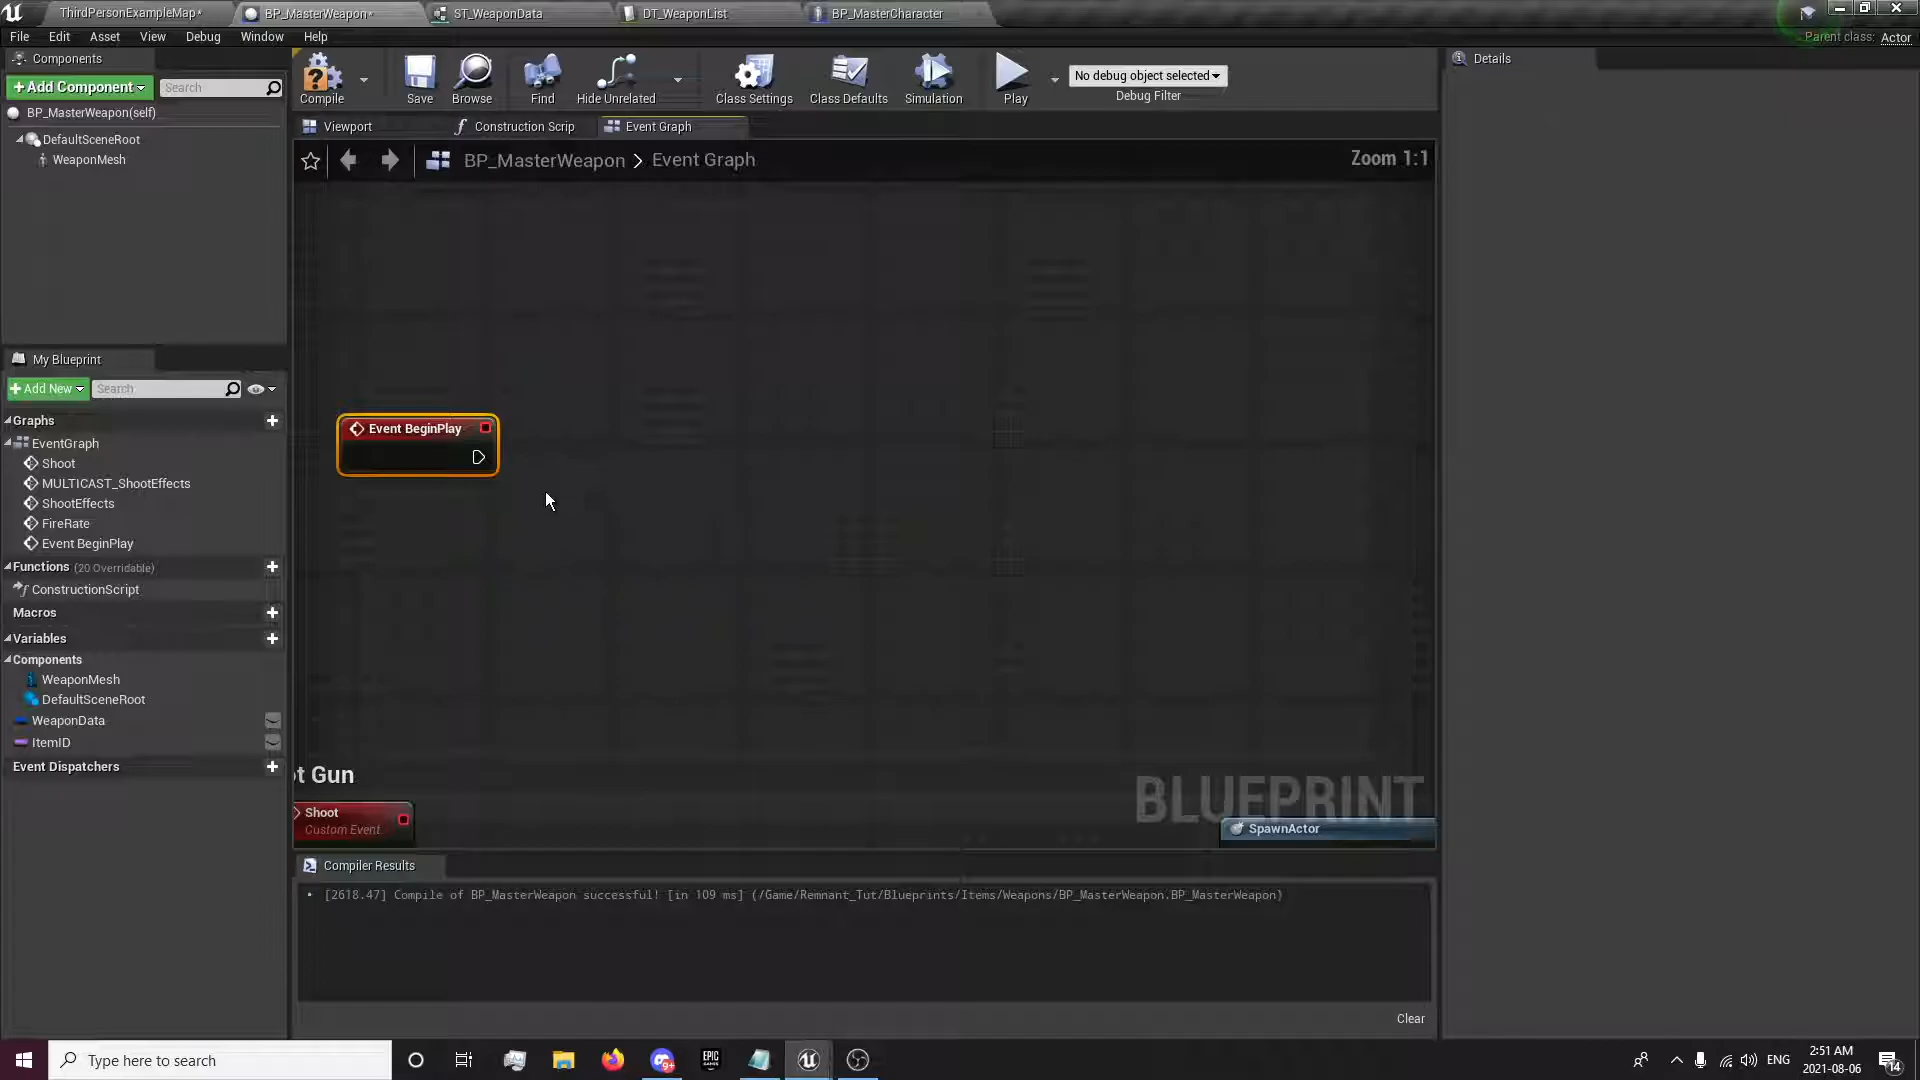 ThirdPersonExampleMap*
BP_MasterWeapon*
ST_WeaponData
DT_WeaponList
BP_MasterCharacter
File Edit Asset View Debug Window Help
Parent class: Actor
Components
+Add Component
Search
BP_MasterWeapon(self)
DefaultSceneRoot
WeaponMesh
Compile
Save
Browse
Find
Hide Unrelated
Class Settings
Class Defaults
Simulation
Play
No debug object selected
Debug Filter
Details
Viewport
Construction Scrip
Event Graph
BP_MasterWeapon > Event Graph
Zoom 1:1
Event BeginPlay
My Blueprint
+Add New
Search
Graphs
EventGraph
Shoot
MULTICAST_ShootEffects
ShootEffects
FireRate
Event BeginPlay
Functions (20 Overridable)
ConstructionScript
Macros
Variables
Components
WeaponMesh
DefaultSceneRoot
WeaponData
ItemID
Event Dispatchers
ot Gun
Shoot
Custom Event
BLUEPRINT
SpawnActor
Compiler Results
• [2618.47] Compile of BP_MasterWeapon successful! [in 109 ms] (/Game/Remnant_Tut/Blueprints/Items/Weapons/BP_MasterWeapon.BP_MasterWeapon)
Clear
Type here to search
9+
EPIC GAMES
ENG
2:51 AM
2021-08-06
14